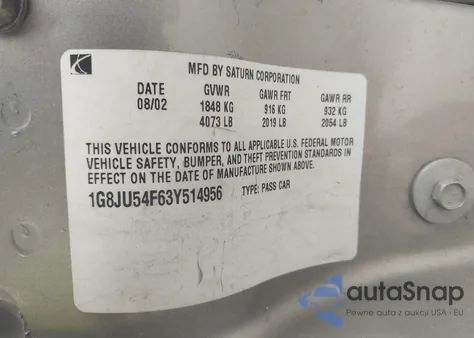 MFD BY SATURN CORPORATION
DATE GVWR GAWR FRT GAWR RR
08/02 1848 KG 916 KG 932 KG
4073 LB 2019 LB 2054 LB
THIS VEHICLE CONFORMS TO ALL APPLICABLE U.S. FEDERAL MOTOR
VEHICLE SAFETY, BUMPER, AND THEFT PREVENTION STANDARDS IN
EFFECT ON THE DATE OF MANUFACTURE SHOWN ABOVE.
1G8JU54F63Y514956 TYPE: PASS CAR
autoSnap
Pewne auta z aukcji USA i EU